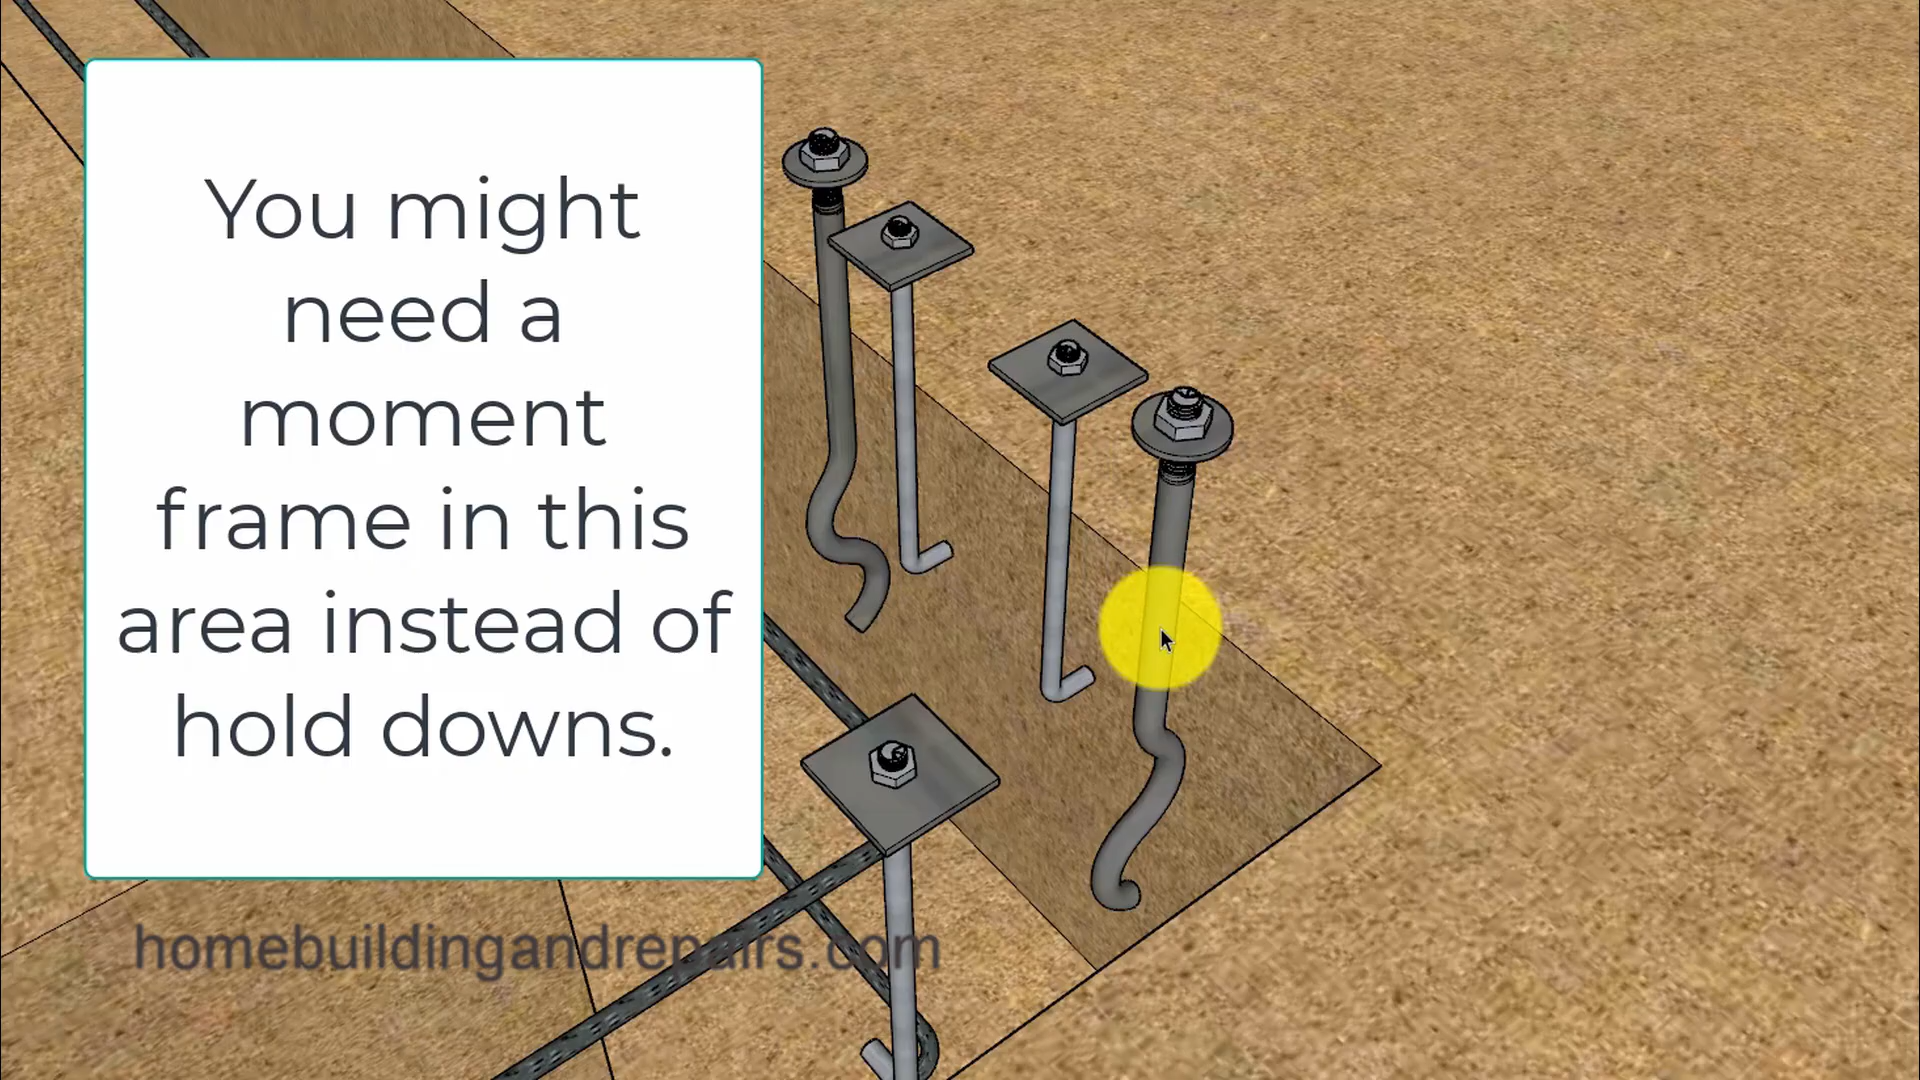 You might
need a
moment
frame in this
area instead of
hold downs.
homebuildingandrepairs.com